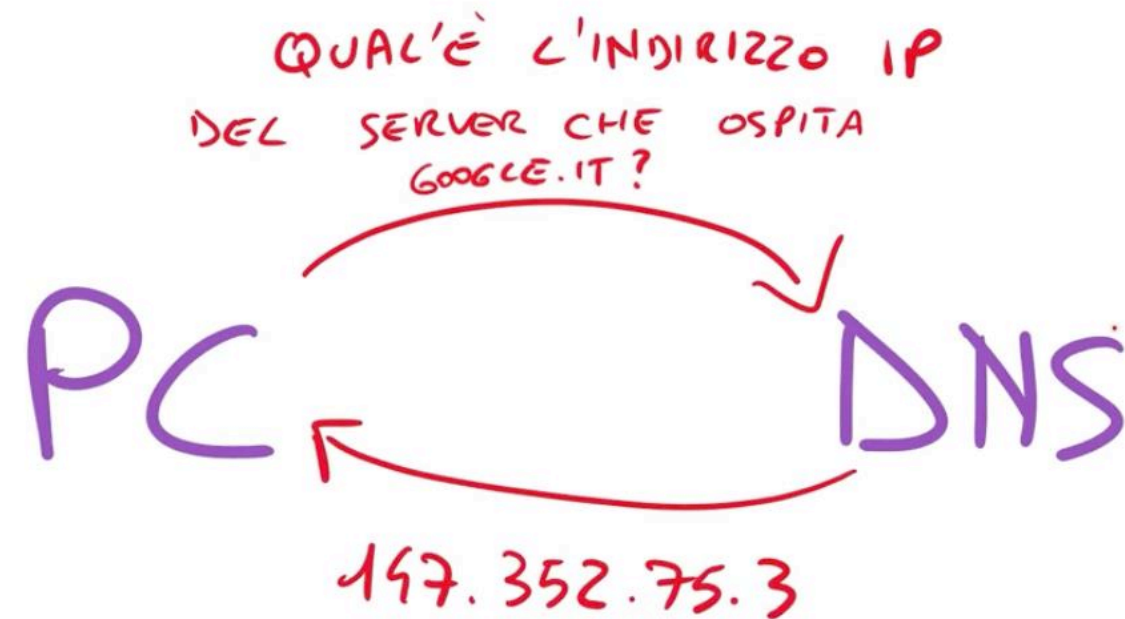 QUAL'È L'INDIRIZZO IP
DEL SERVER CHE OSPITA
GOOGLE.IT?
PC
DNS
147.352.75.3